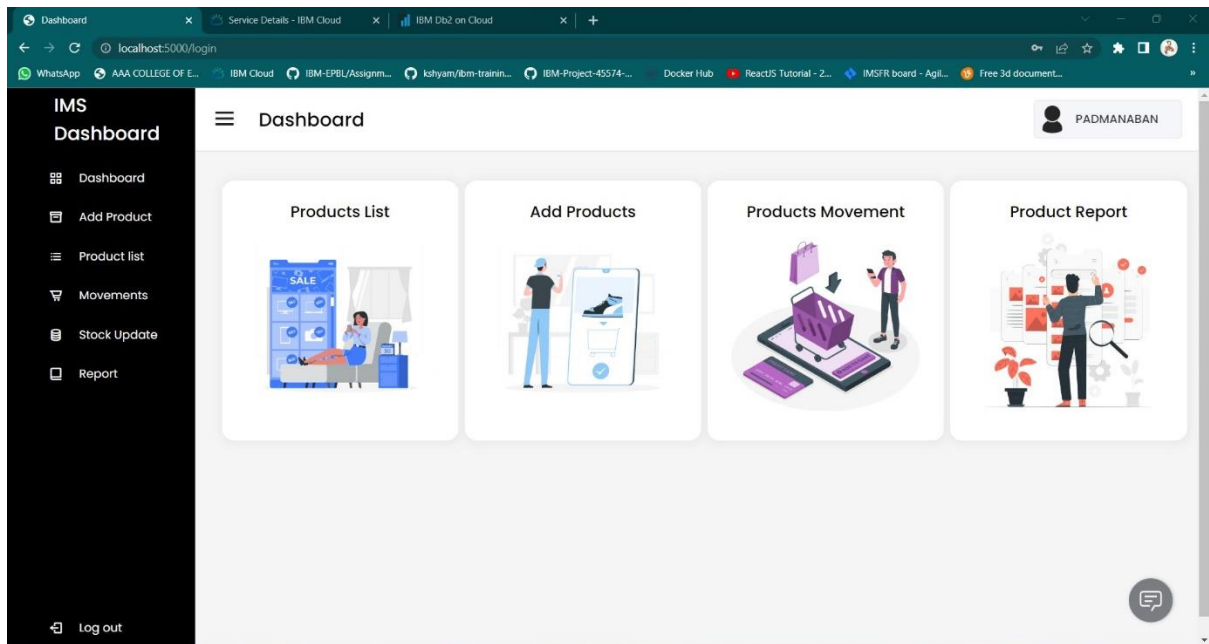 Dashboard
Service Details - IBM Cloud
IBM Db2 on Cloud
localhost:5000/login
WhatsApp
AAA COLLEGE OF E...
IBM Cloud
IBM-EPBL/Assignm...
kshyam/ibm-trainin...
IBM-Project-45574-...
Docker Hub
ReactJS Tutorial - 2...
IMSFR board - Agil...
Free 3d document...
IMS
Dashboard
Dashboard
PADMANABAN
Dashboard
Add Product
Product list
Movements
Stock Update
Report
Log out
Products List
SALE
Add Products
Products Movement
Product Report